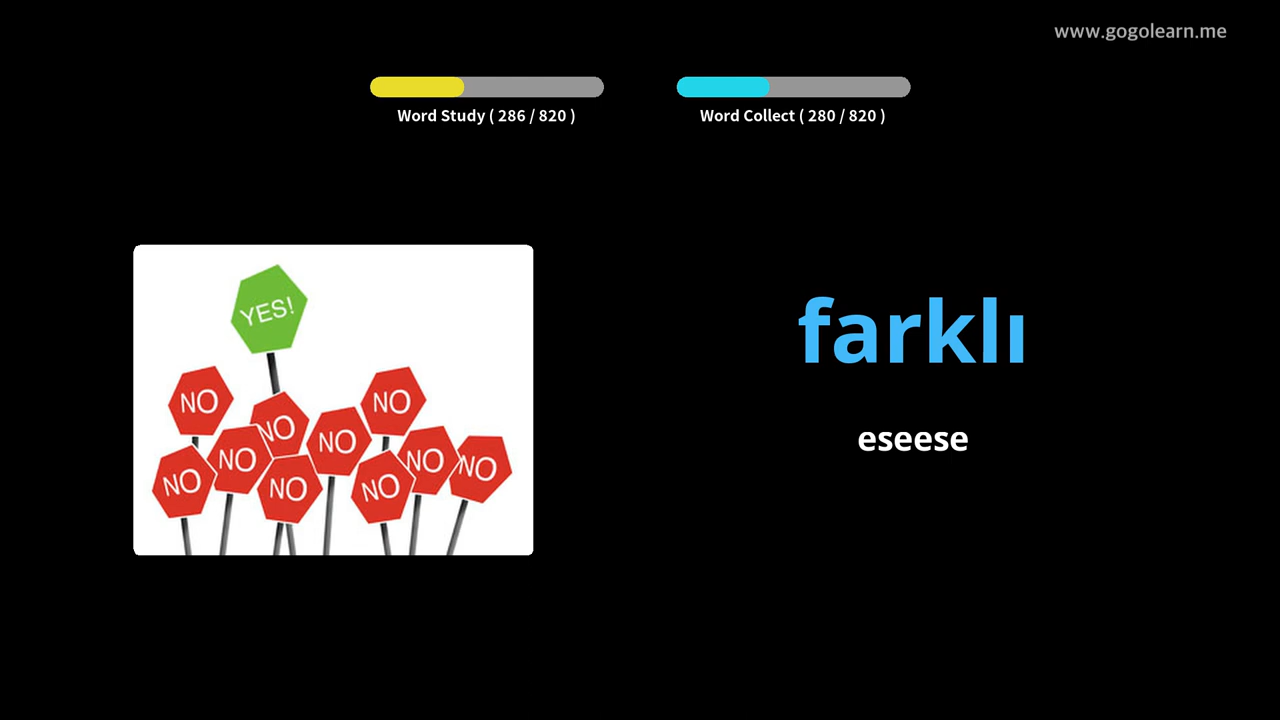 www.gogolearn.me
Word Study ( 286 / 820 )
Word Collect ( 280 / 820 )
YES!
NO
NO
NO
NO
NO
NO
NO
NO
NO
NO
farklı
eseese